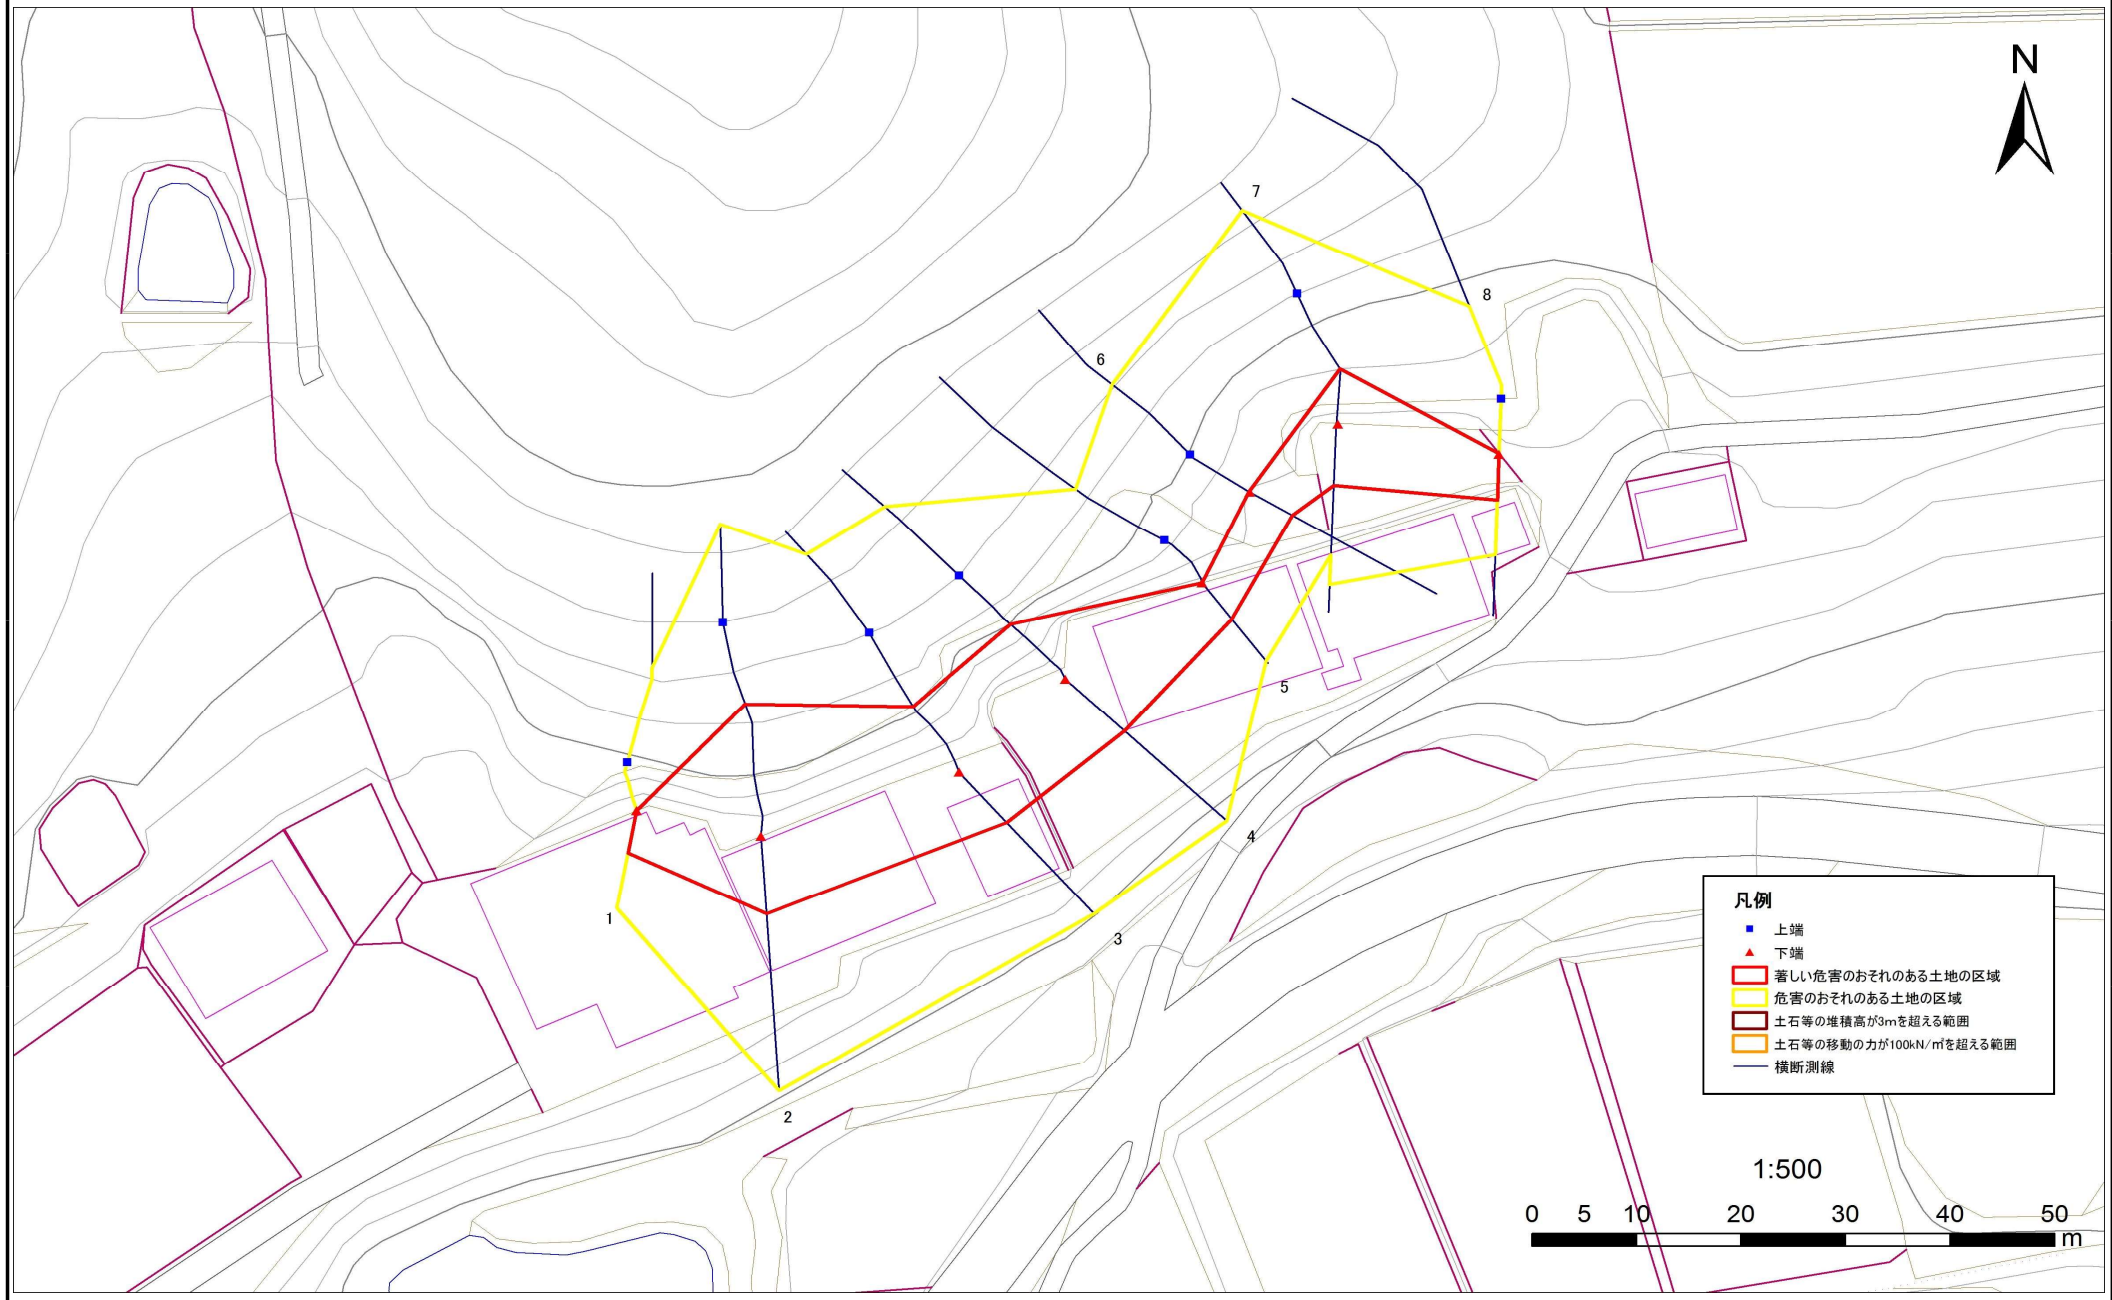 N
7
8
6
5
4
1
3
2
凡例
上端
下端
著しい危害のおそれのある土地の区域
危害のおそれのある土地の区域
土石等の堆積高が3mを超える範囲
土石等の移動の力が100kN/㎡を超える範囲
横断測線
1:500
0 5 10 20 30 40 50
m